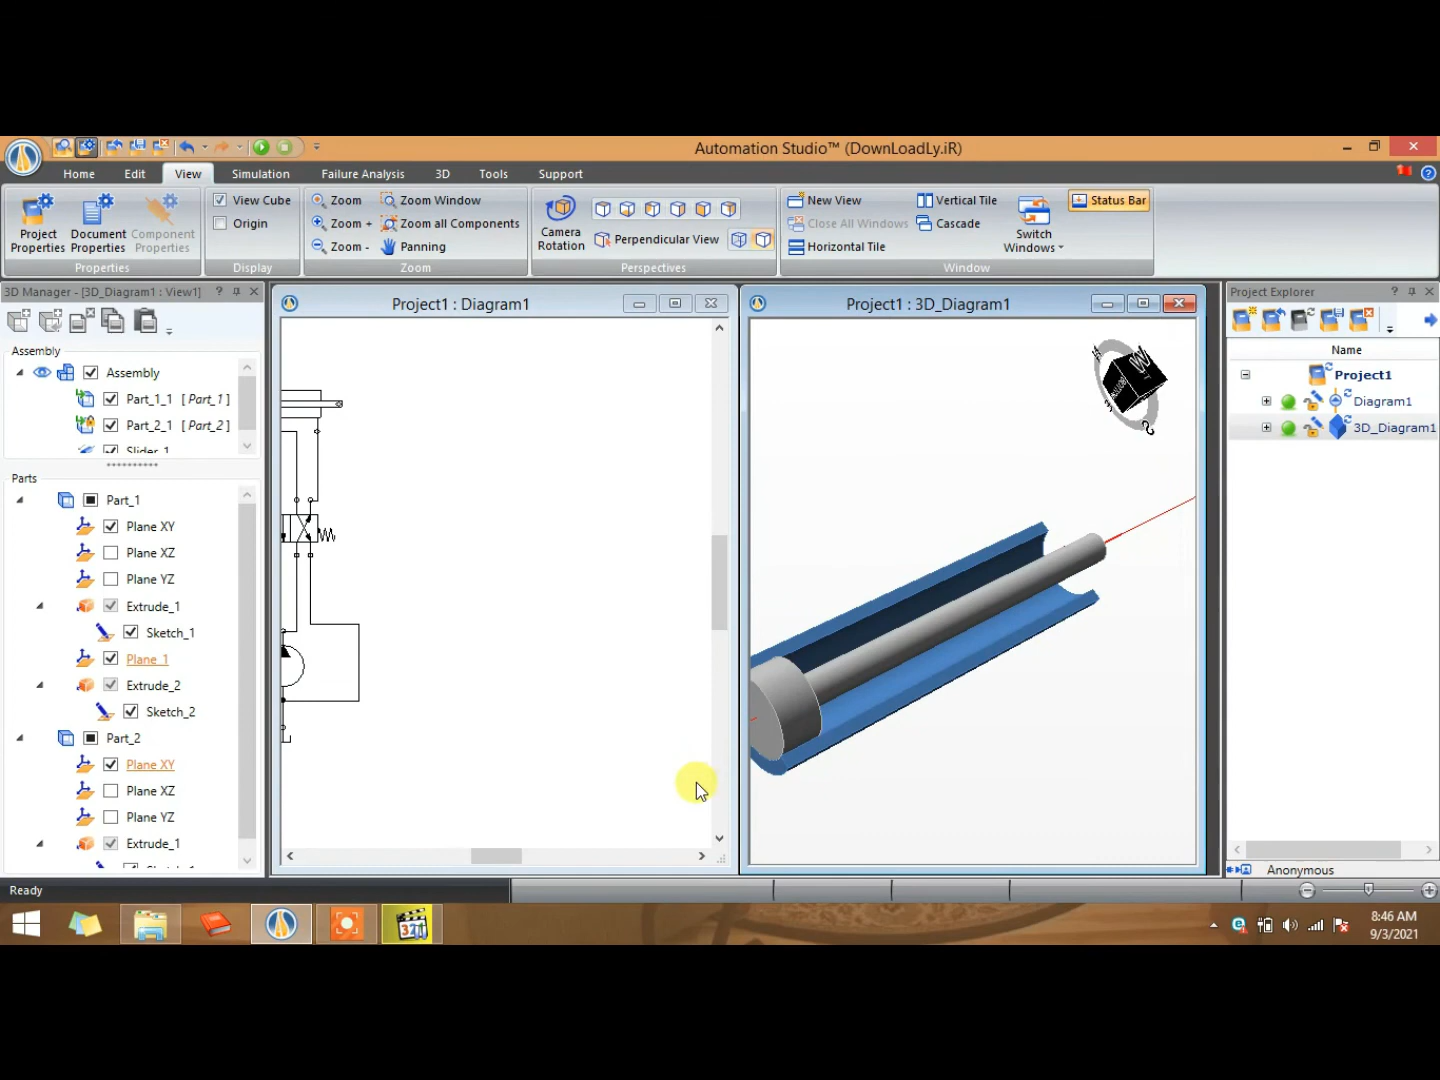 Automation Studio™ (DownLoadLy.iR)
Home Edit View Simulation Failure Analysis 3D Tools Support
Project Properties
Document Properties
Component Properties
Properties
View Cube
Origin
Display
Zoom
Zoom +
Zoom -
Zoom Window
Zoom all Components
Panning
Zoom
Camera Rotation
Perpendicular View
Perspectives
New View
Close All Windows
Horizontal Tile
Vertical Tile
Cascade
Switch Windows
Status Bar
Window
3D Manager - [3D_Diagram1 : View1] ?
Assembly
Assembly
Part_1_1 [ Part_1 ]
Part_2_1 [ Part_2 ]
Slider_1
Parts
Part_1
Plane XY
Plane XZ
Plane YZ
Extrude_1
Sketch_1
Plane_1
Extrude_2
Sketch_2
Part_2
Plane XY
Plane XZ
Plane YZ
Extrude_1
Project1 : Diagram1
Project1 : 3D_Diagram1
W
S
Project Explorer ?
Name
Project1
Diagram1
3D_Diagram1
Anonymous
Ready
321
8:46 AM
9/3/2021